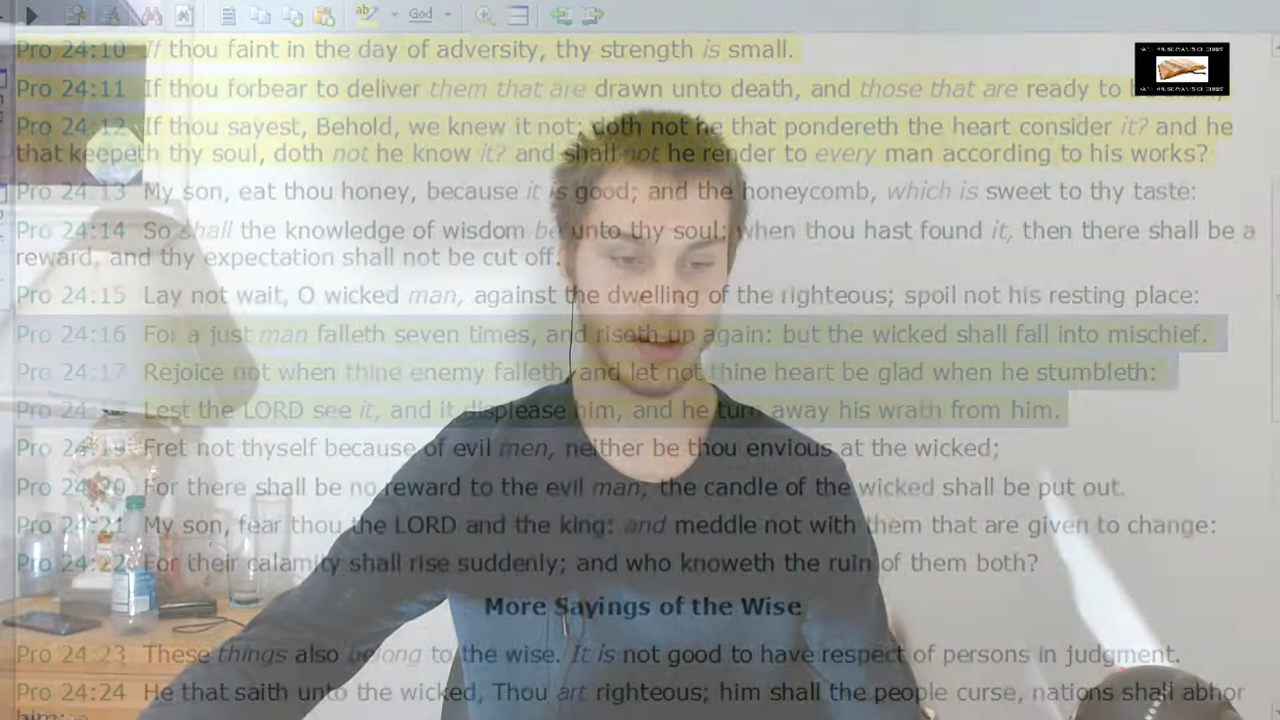 God
Pro 24:10 If thou faint in the day of adversity, thy strength is small.
Pro 24:11 If thou forbear to deliver them that are drawn unto death, and those that are ready to
Pro 24:12 If thou sayest, Behold, we knew it not; doth not he that pondereth the heart consider it? and he
that keepeth thy soul, doth not he know it? and shall not he render to every man according to his works?
Pro 24:13 My son, eat thou honey, because it is good; and the honeycomb, which is sweet to thy taste:
Pro 24:14 So shall the knowledge of wisdom be unto thy soul: when thou hast found it, then there shall be a
reward, and thy expectation shall not be cut off.
Pro 24:15 Lay not wait, O wicked man, against the dwelling of the righteous; spoil not his resting place:
Pro 24:16 For a just man falleth seven times, and riseth up again: but the wicked shall fall into mischief.
Pro 24:17 Rejoice not when thine enemy falleth, and let not thine heart be glad when he stumbleth:
Pro 24:18 Lest the LORD see it, and it displease him, and he turn away his wrath from him.
Pro 24:19 Fret not thyself because of evil men, neither be thou envious at the wicked;
Pro 24:20 For there shall be no reward to the evil man, the candle of the wicked shall be put out.
Pro 24:21 My son, fear thou the LORD and the king: and meddle not with them that are given to change:
Pro 24:22 For their calamity shall rise suddenly; and who knoweth the ruin of them both?
More Sayings of the Wise
Pro 24:23 These things also belong to the wise. It is not good to have respect of persons in judgment.
Pro 24:24 He that saith unto the wicked, Thou art righteous; him shall the people curse, nations shall abhor